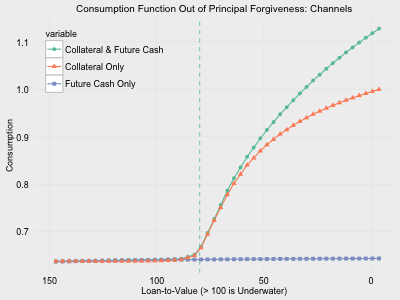 Consumption Function Out of Principal Forgiveness: Channels
variable
Collateral & Future Cash
Collateral Only
Future Cash Only
Consumption
1.1
1.0
0.9
0.8
0.7
150
100
50
0
Loan-to-Value (> 100 is Underwater)